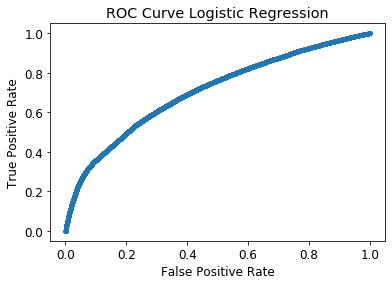 ROC Curve Logistic Regression
1.0
0.8
0.6
0.4
0.2
0.0
True Positive Rate
0.0 0.2 0.4 0.6 0.8 1.0
False Positive Rate